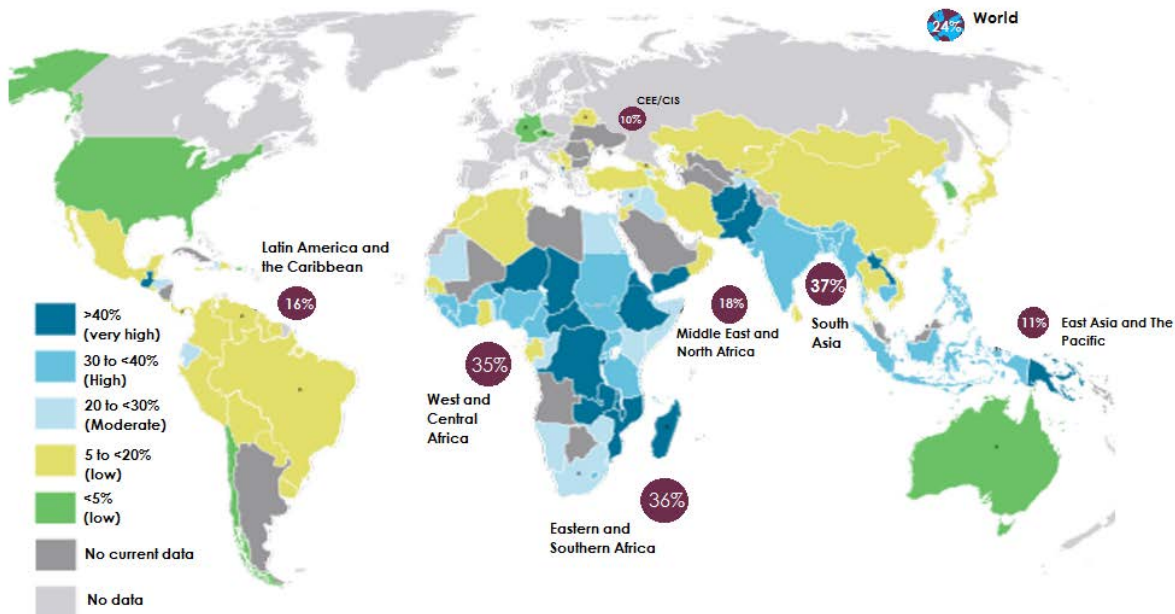 24%
World
CEE/CIS
10%
Latin America and
the Caribbean
16%
>40%
(very high)
30 to <40%
(High)
20 to <30%
(Moderate)
5 to <20%
(low)
<5%
(low)
No current data
No data
35%
West and
Central
Africa
18%
Middle East and
North Africa
37%
South
Asia
11%
East Asia and The
Pacific
36%
Eastern and
Southern Africa